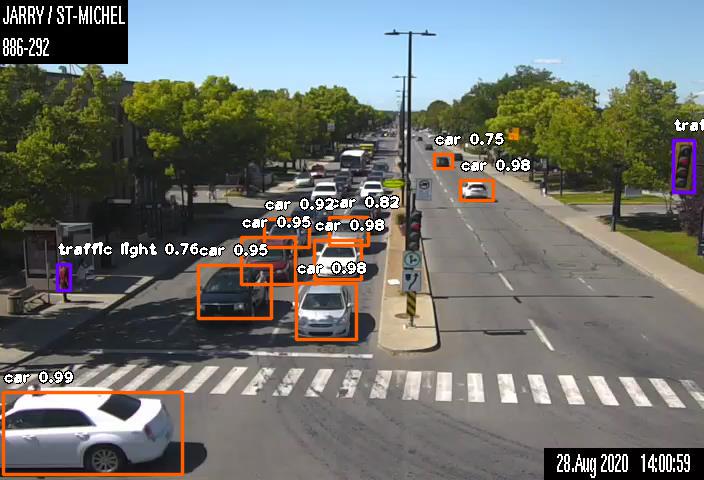 JARRY / ST-MICHEL
886-292
car 0.75
car 0.98
traf
car 0.92
car 0.82
car 0.95
car 0.98
traffic light 0.76
car 0.95
car 0.98
car 0.99
28.Aug 2020 14:00:59